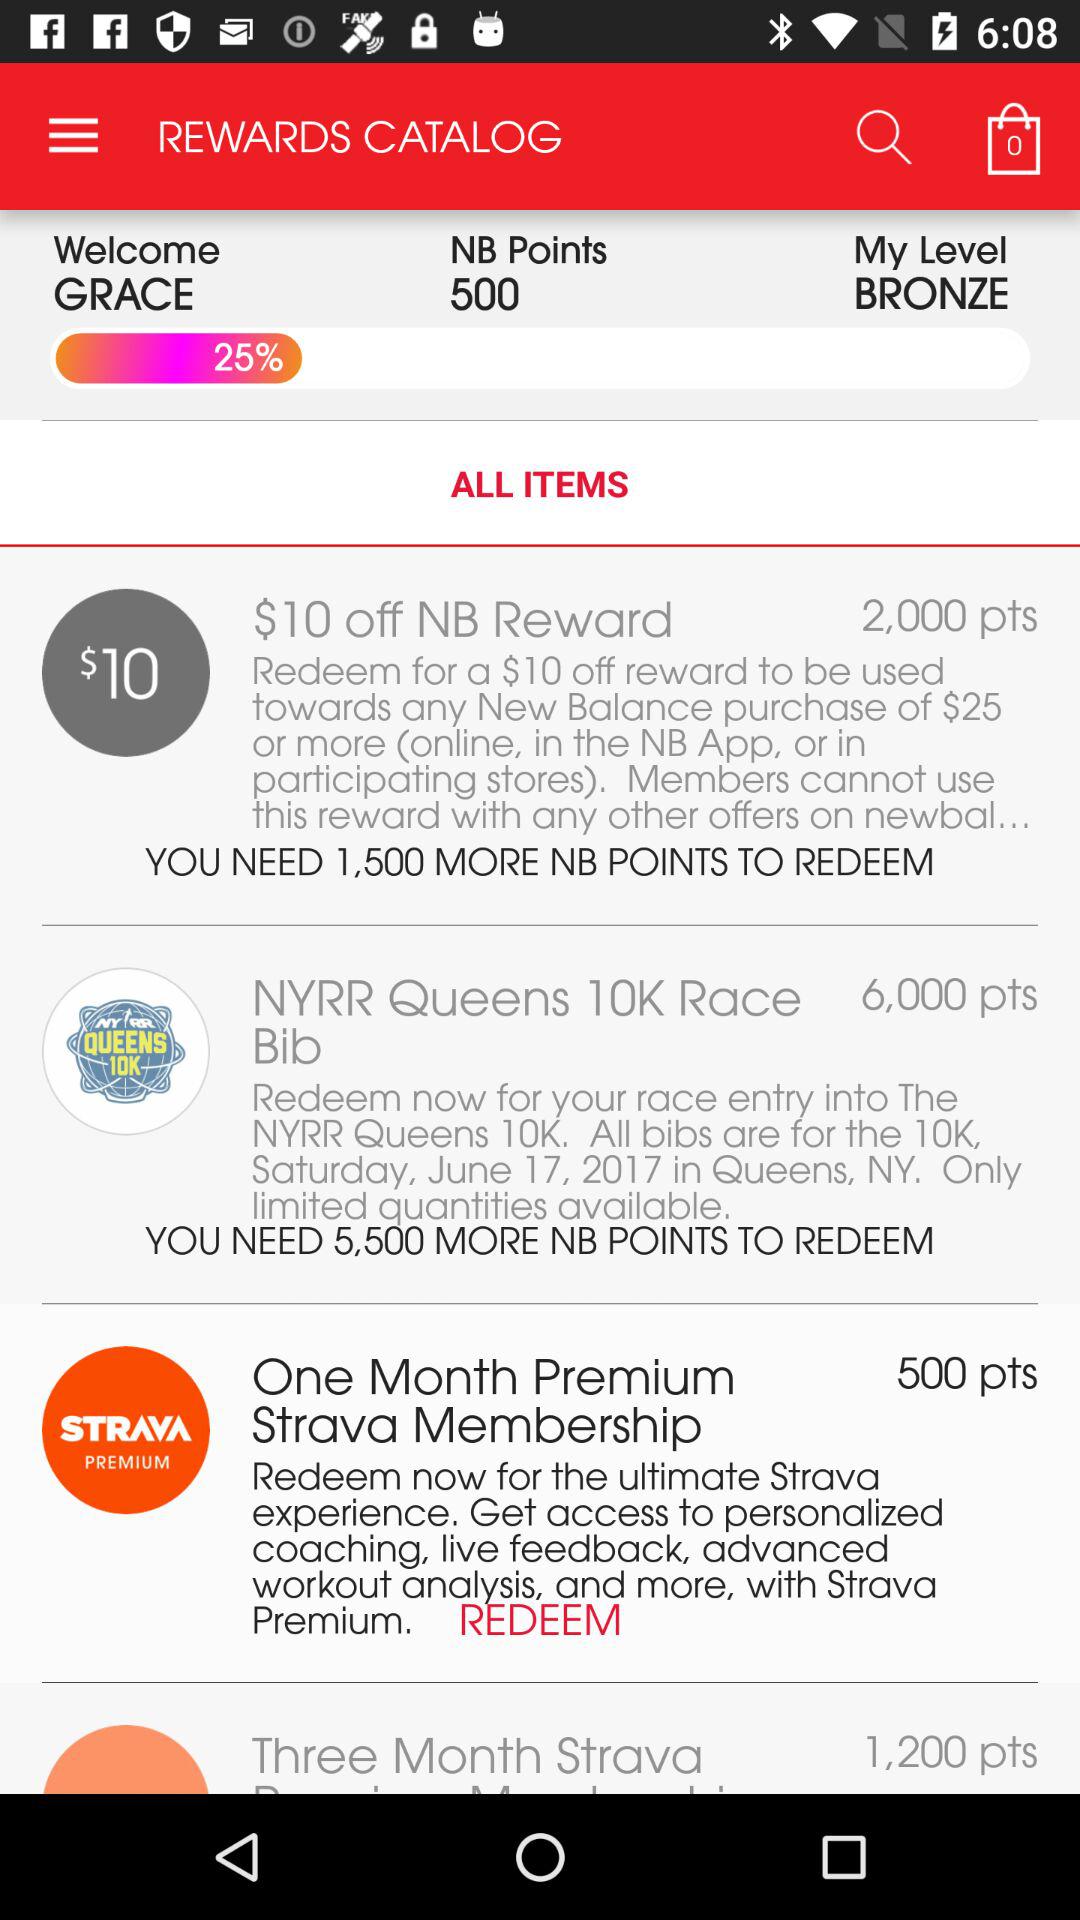 FAKE
6:08
REWARDS CATALOG
0
Welcome
GRACE
NB Points
500
My Level
BRONZE
25%
ALL ITEMS
$10
$10 off NB Reward
2,000 pts
Redeem for a $10 off reward to be used
towards any New Balance purchase of $25
or more (online, in the NB App, or in
participating stores).  Members cannot use
this reward with any other offers on newbal...
YOU NEED 1,500 MORE NB POINTS TO REDEEM
NYRR
QUEENS
10K
NYRR Queens 10K Race
Bib
6,000 pts
Redeem now for your race entry into The
NYRR Queens 10K.  All bibs are for the 10K,
Saturday, June 17, 2017 in Queens, NY.  Only
limited quantities available.
YOU NEED 5,500 MORE NB POINTS TO REDEEM
STRAVA
PREMIUM
One Month Premium
Strava Membership
500 pts
Redeem now for the ultimate Strava
experience. Get access to personalized
coaching, live feedback, advanced
workout analysis, and more, with Strava
Premium.
REDEEM
Three Month Strava
1,200 pts